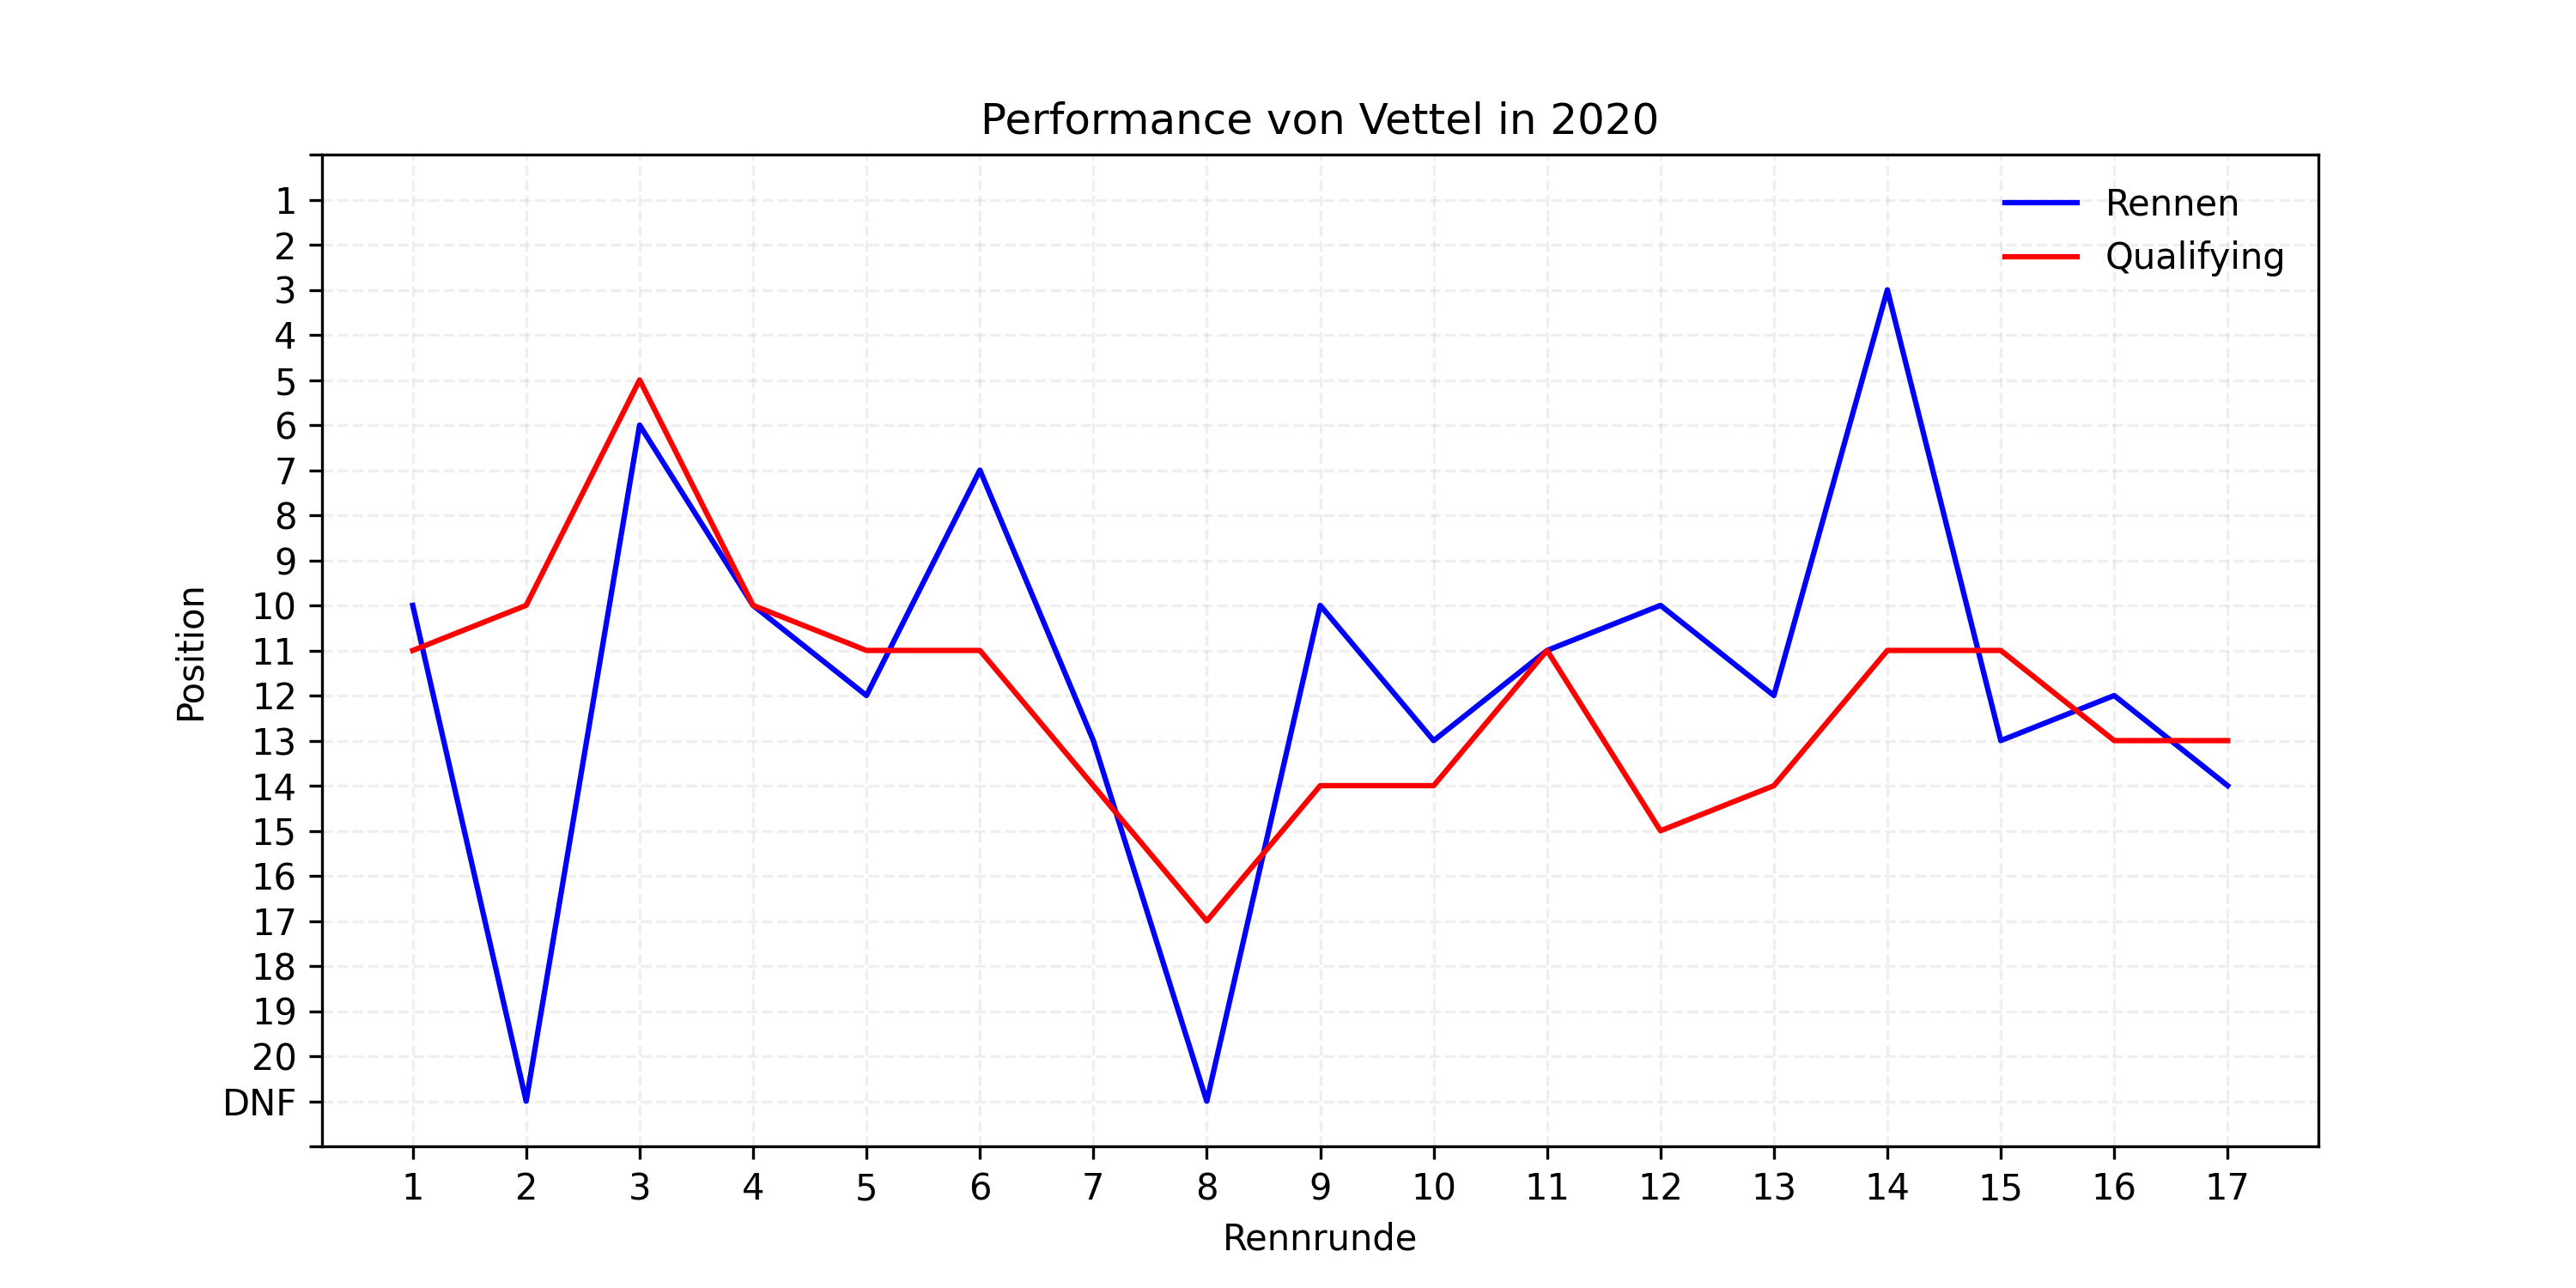 Performance von Vettel in 2020
Rennen
Qualifying
Position
1
2
3
4
5
6
7
8
9
10
11
12
13
14
15
16
17
18
19
20
DNF
1 2 3 4 5 6 7 8 9 10 11 12 13 14 15 16 17
Rennrunde